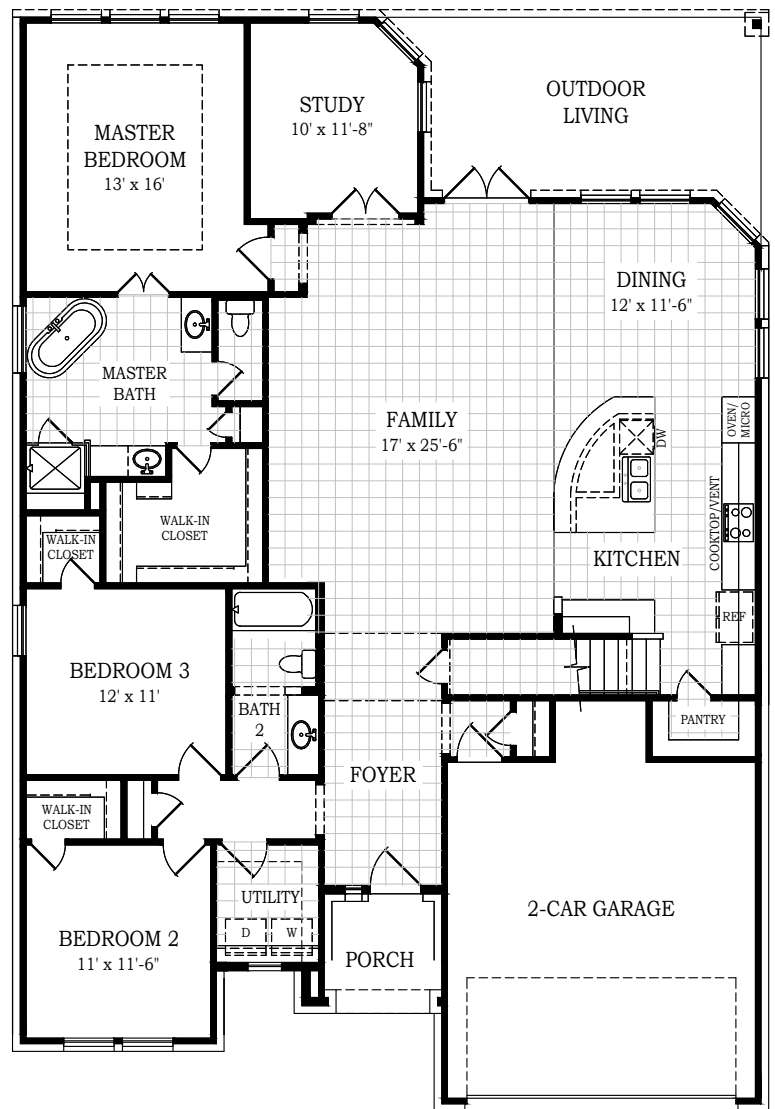 MASTER
BEDROOM
13' x 16'
STUDY
10' x 11'-8"
OUTDOOR
LIVING
DINING
12' x 11'-6"
MASTER
BATH
FAMILY
17' x 25'-6"
OVEN/
MICRO
DW
COOKTOP/VENT
WALK-IN
CLOSET
WALK-IN
CLOSET
KITCHEN
REF
BEDROOM 3
12' x 11'
BATH
2
PANTRY
FOYER
WALK-IN
CLOSET
UTILITY
D
W
BEDROOM 2
11' x 11'-6"
PORCH
2-CAR GARAGE